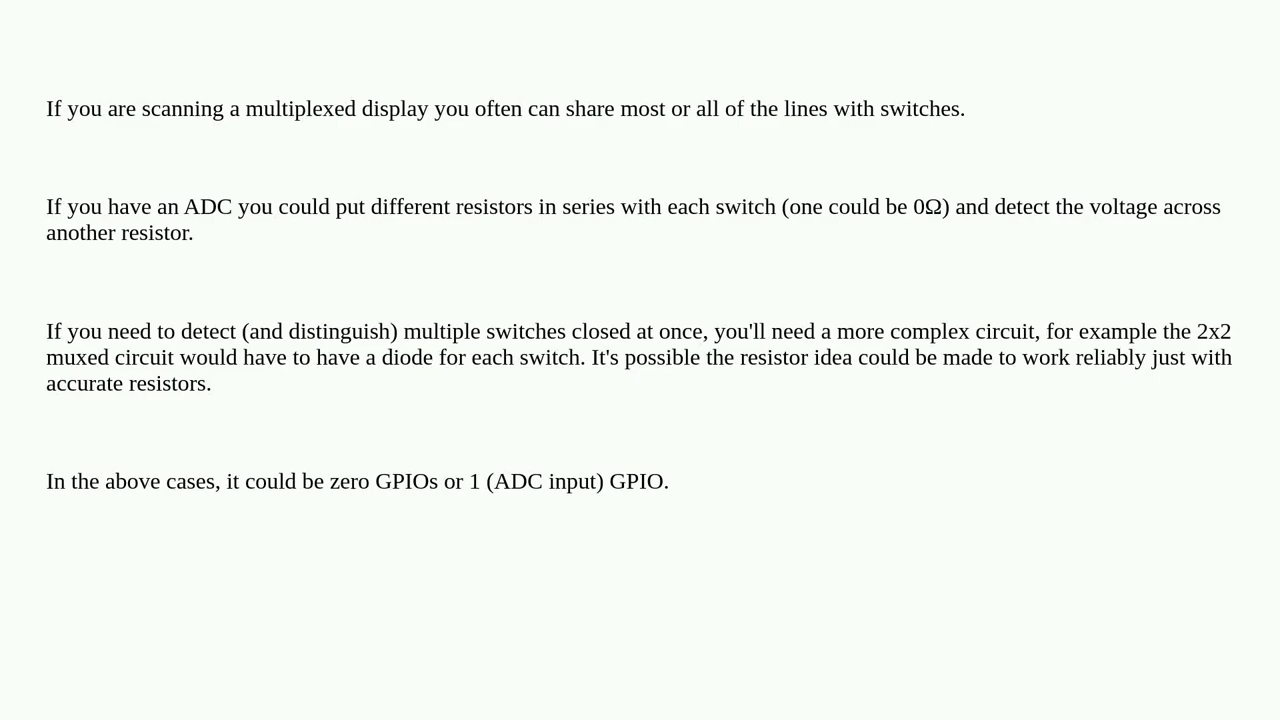 If you are scanning a multiplexed display you often can share most or all of the lines with switches.
If you have an ADC you could put different resistors in series with each switch (one could be 0Ω) and detect the voltage across
another resistor.
If you need to detect (and distinguish) multiple switches closed at once, you'll need a more complex circuit, for example the 2x2
muxed circuit would have to have a diode for each switch. It's possible the resistor idea could be made to work reliably just with
accurate resistors.
In the above cases, it could be zero GPIOs or 1 (ADC input) GPIO.